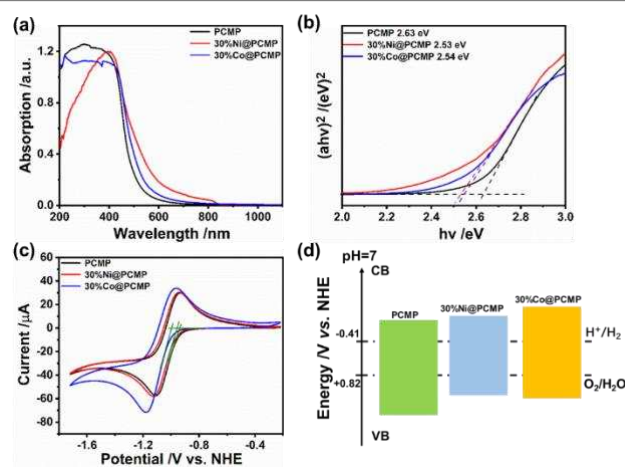 (a)
PCMP
30%Ni@PCMP
30%Co@PCMP
Absorption /a.u.
1.2
0.8
0.4
0.0
200 400 600 800 1000
Wavelength /nm
(b)
PCMP 2.63 eV
30%Ni@PCMP 2.53 eV
30%Co@PCMP 2.54 eV
(ahv)² /(eV)²
2.0 2.2 2.4 2.6 2.8 3.0
hv /eV
(c)
PCMP
30%Ni@PCMP
30%Co@PCMP
Current /μA
60
40
20
0
-20
-40
-60
-80
-1.6 -1.2 -0.8 -0.4
Potential /V vs. NHE
(d)
pH=7
CB
Energy /V vs. NHE
-0.41
+0.82
VB
PCMP
30%Ni@PCMP
30%Co@PCMP
H⁺/H₂
O₂/H₂O